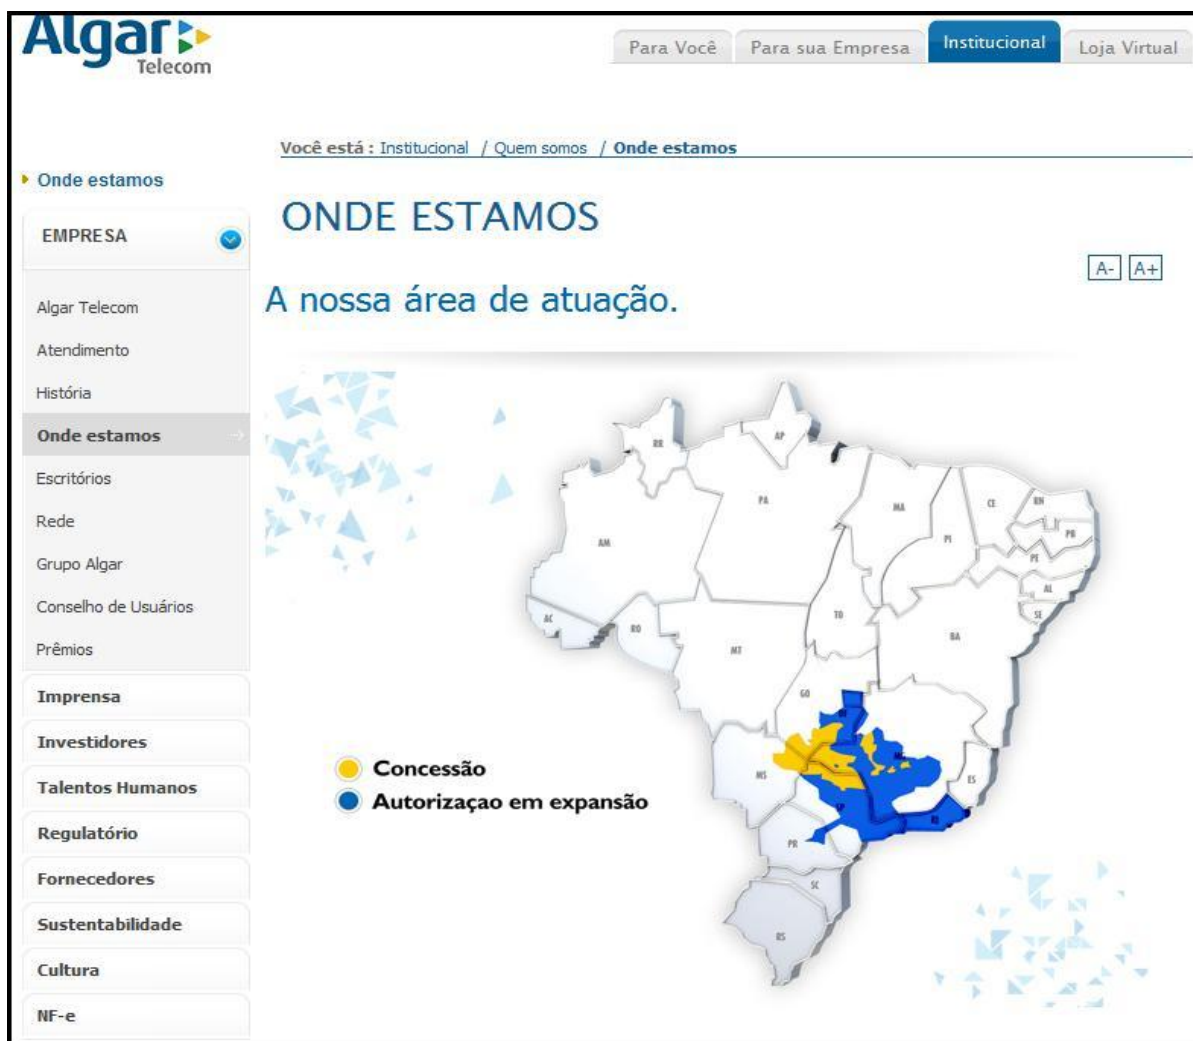 Algar
Telecom
Para Você
Para sua Empresa
Institucional
Loja Virtual
Você está : Institucional / Quem somos / Onde estamos
Onde estamos
EMPRESA
Algar Telecom
Atendimento
História
Onde estamos
Escritórios
Rede
Grupo Algar
Conselho de Usuários
Prêmios
Imprensa
Investidores
Talentos Humanos
Regulatório
Fornecedores
Sustentabilidade
Cultura
NF-e
ONDE ESTAMOS
A- A+
A nossa área de atuação.
RR
AP
AM
PA
MA
CE
RN
PB
PI
PE
AL
SE
AC
RO
TO
BA
MT
GO
MS
ES
PR
SC
RS
Concessão
Autorizaçao em expansão